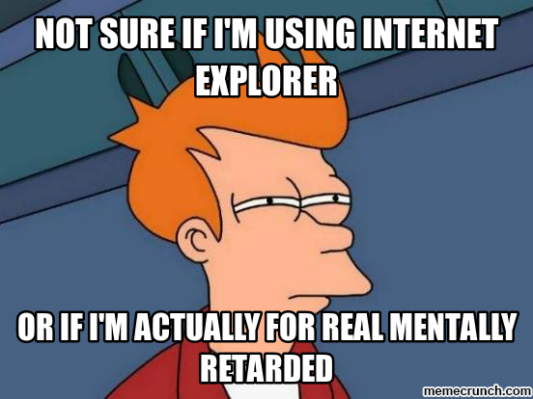 NOT SURE IF I'M USING INTERNET
EXPLORER
OR IF I'M ACTUALLY FOR REAL MENTALLY
RETARDED
memecrunch.com